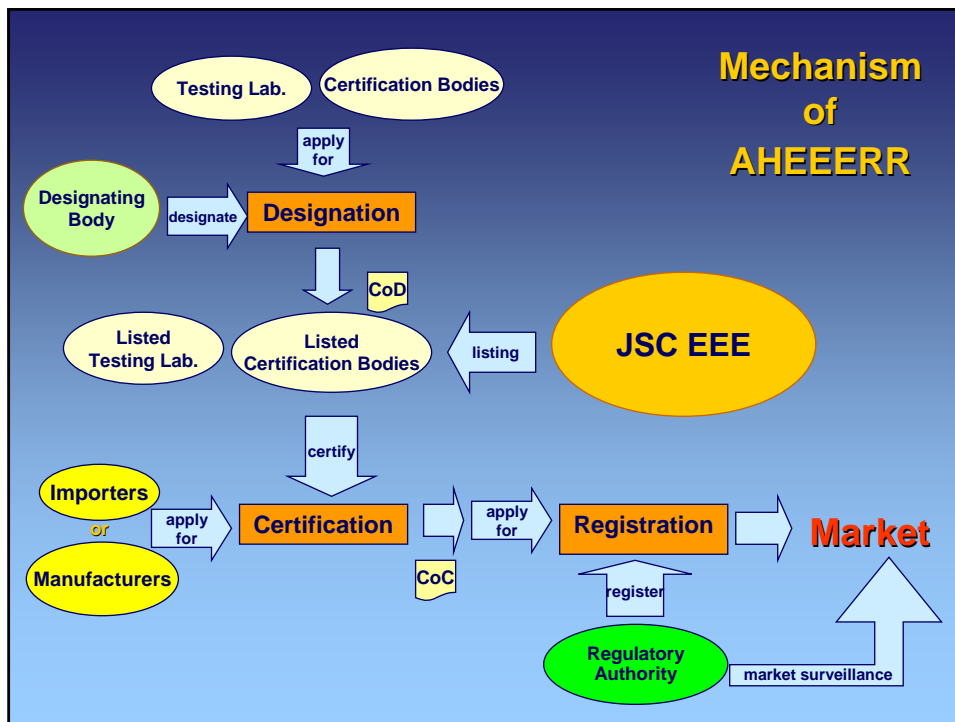 Mechanism
of
AHEEERR
Testing Lab.
Certification Bodies
apply
for
Designating
Body
designate
Designation
CoD
Listed
Testing Lab.
Listed
Certification Bodies
listing
JSC EEE
certify
Importers
or
Manufacturers
apply
for
Certification
CoC
apply
for
Registration
Market
register
Regulatory
Authority
market surveillance